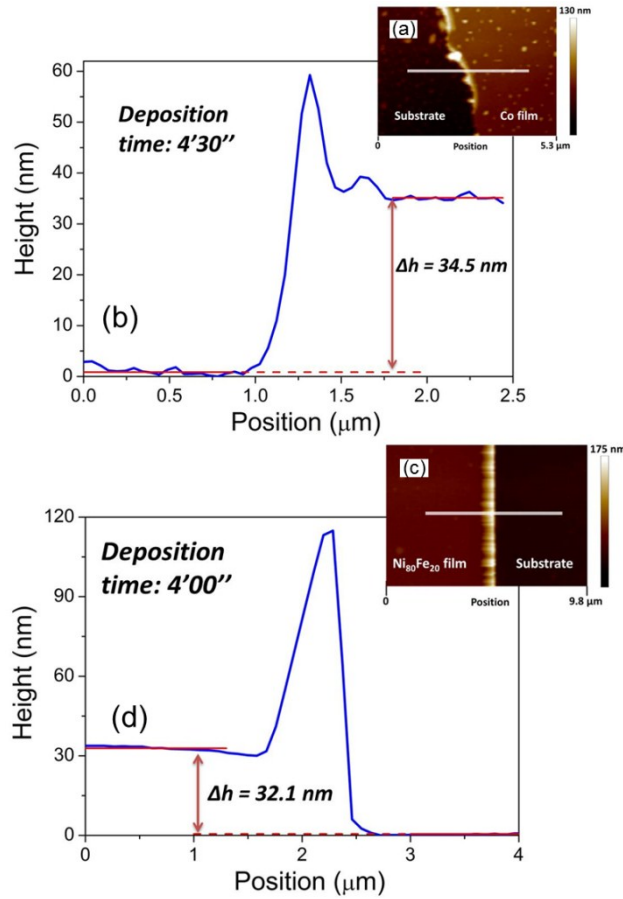 (a)
130 nm
Substrate
Co film
0
Position
5.3 μm
Deposition
time: 4'30''
Height (nm)
60
50
40
30
20
10
0
Δh = 34.5 nm
(b)
0.0
0.5
1.0
1.5
2.0
2.5
Position (μm)
(c)
175 nm
Ni₈₀Fe₂₀ film
Substrate
0
Position
9.8 μm
Deposition
time: 4'00''
Height (nm)
120
90
60
30
0
(d)
Δh = 32.1 nm
0
1
2
3
4
Position (μm)